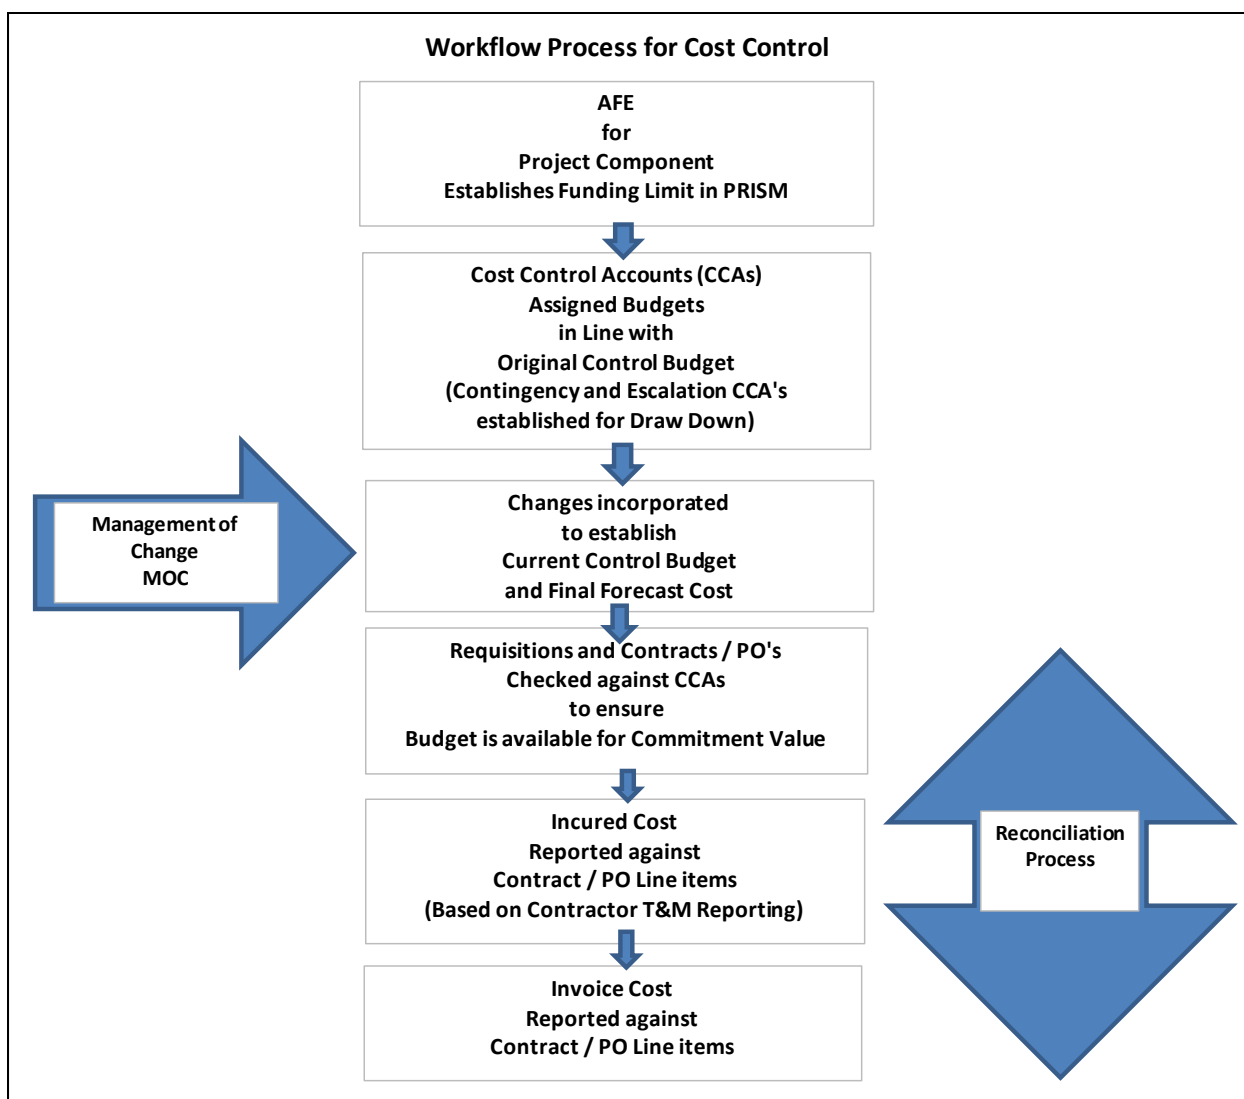 Workflow Process for Cost Control
AFE
for
Project Component
Establishes Funding Limit in PRISM
Cost Control Accounts (CCAs)
Assigned Budgets
in Line with
Original Control Budget
(Contingency and Escalation CCA's
established for Draw Down)
Management of
Change
MOC
Changes incorporated
to establish
Current Control Budget
and Final Forecast Cost
Requisitions and Contracts / PO's
Checked against CCAs
to ensure
Budget is available for Commitment Value
Incured Cost
Reported against
Contract / PO Line items
(Based on Contractor T&M Reporting)
Reconciliation
Process
Invoice Cost
Reported against
Contract / PO Line items